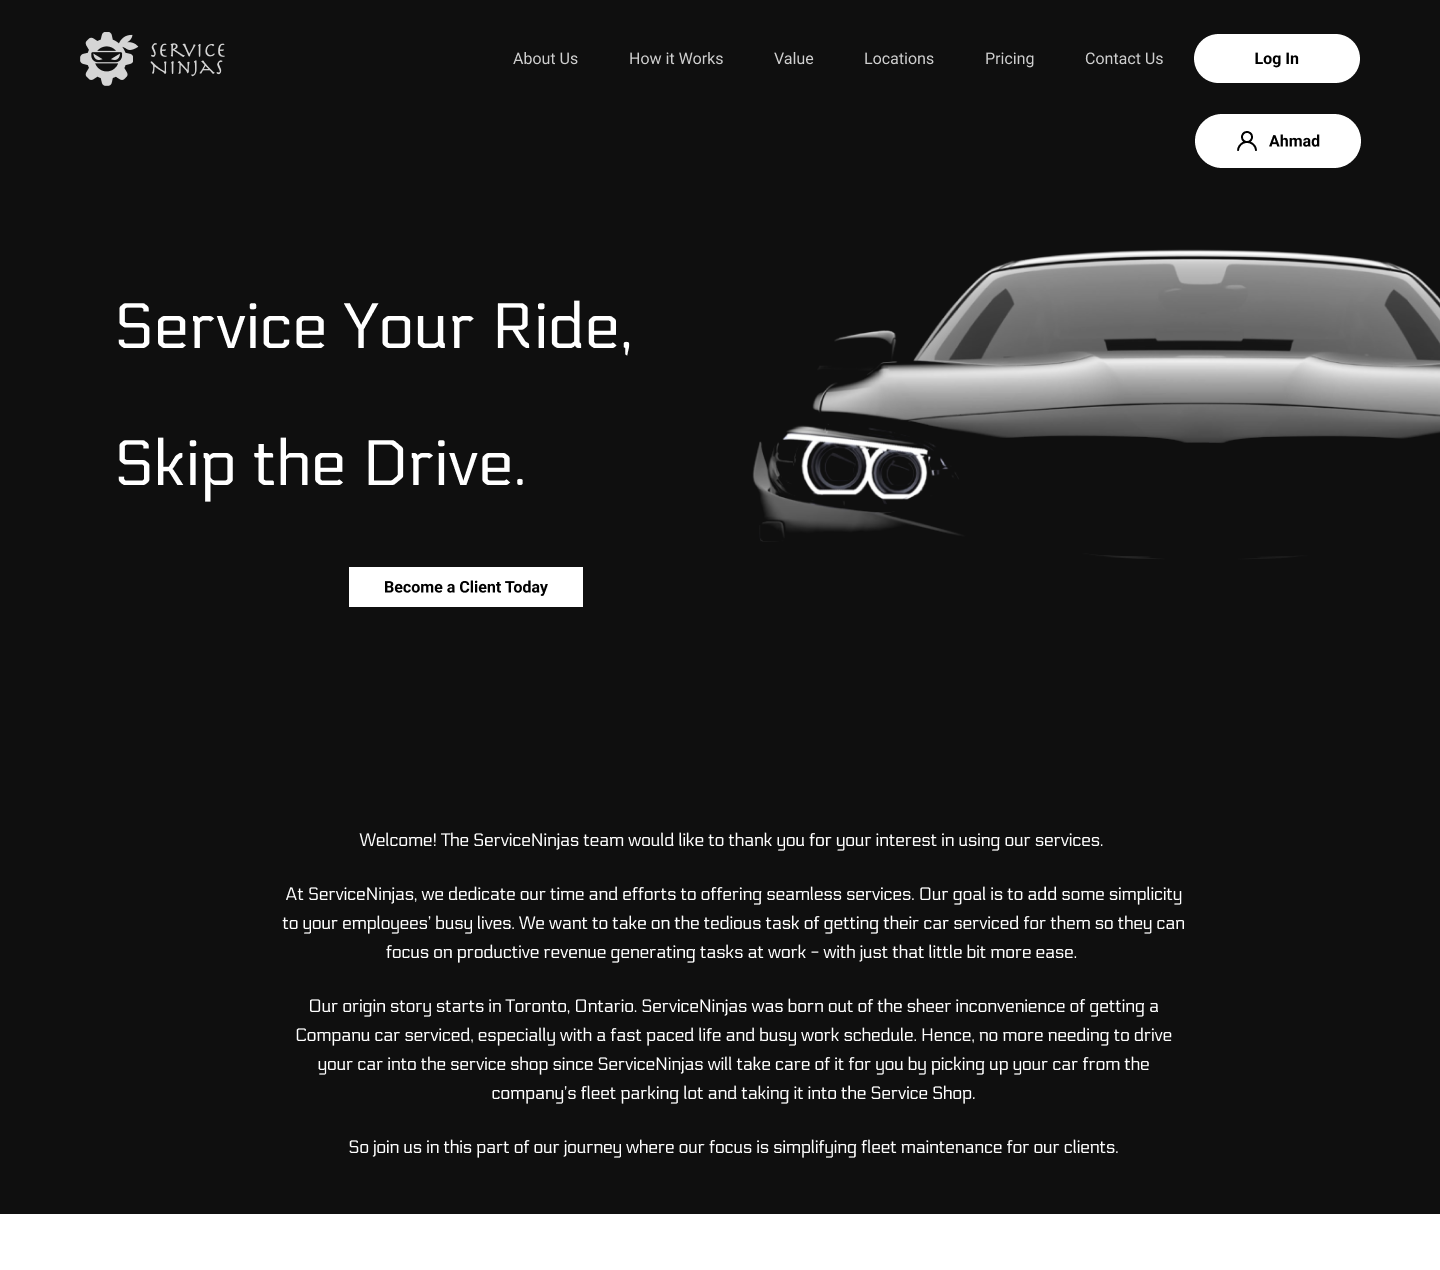 SERVICE
NINJAS
About Us How it Works Value Locations Pricing Contact Us Log In
Ahmad
Service Your Ride,
Skip the Drive.
Become a Client Today
Welcome! The ServiceNinjas team would like to thank you for your interest in using our services.
At ServiceNinjas, we dedicate our time and efforts to offering seamless services. Our goal is to add some simplicity
to your employees' busy lives. We want to take on the tedious task of getting their car serviced for them so they can
focus on productive revenue generating tasks at work – with just that little bit more ease.
Our origin story starts in Toronto, Ontario. ServiceNinjas was born out of the sheer inconvenience of getting a
Companu car serviced, especially with a fast paced life and busy work schedule. Hence, no more needing to drive
your car into the service shop since ServiceNinjas will take care of it for you by picking up your car from the
company's fleet parking lot and taking it into the Service Shop.
So join us in this part of our journey where our focus is simplifying fleet maintenance for our clients.